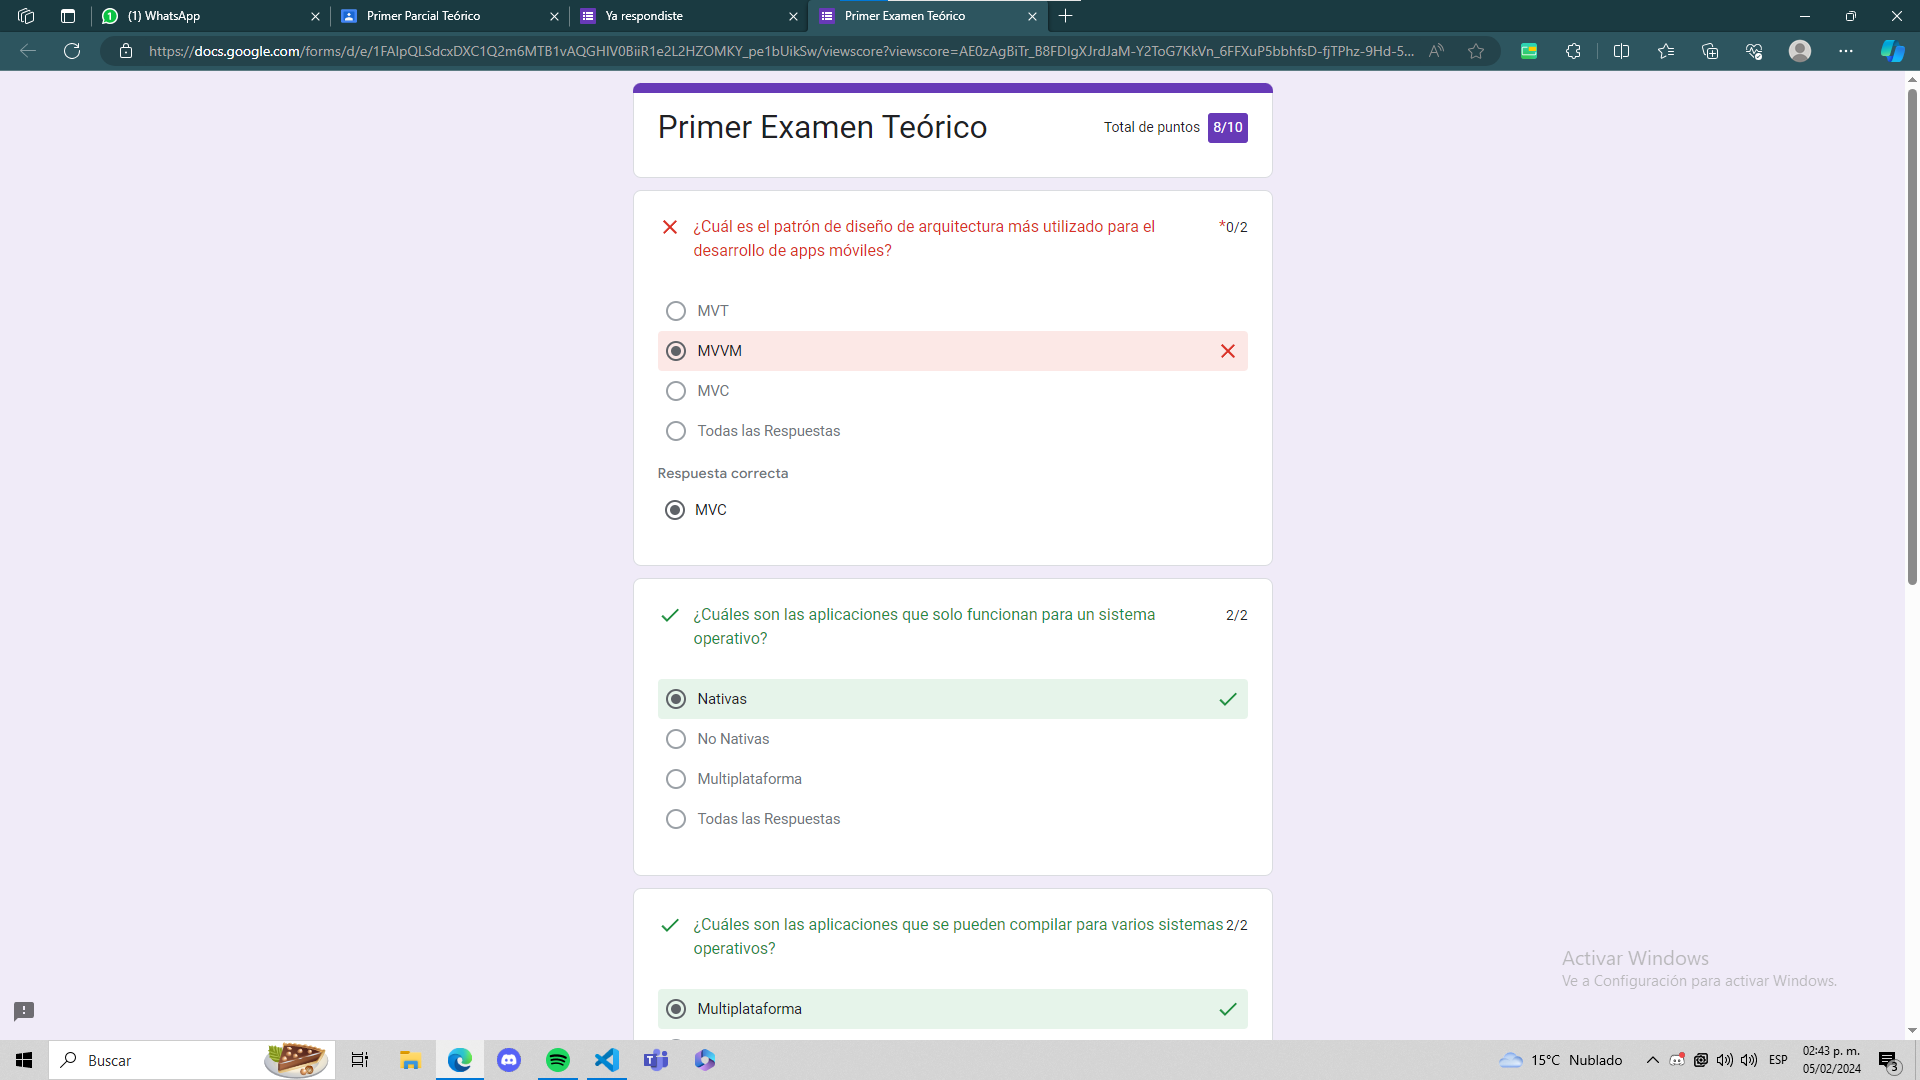 (1) WhatsApp
Primer Parcial Teórico
Ya respondiste
Primer Examen Teórico
https://docs.google.com/forms/d/e/1FAIpQLSdcxDXC1Q2m6MTB1vAQGHIV0BiiR1e2L2HZOMKY_pe1bUikSw/viewscore?viewscore=AE0zAgBiTr_B8FDIgXJrdJaM-Y2ToG7KkVn_6FFXuP5bbhfsD-fjTPhz-9Hd-5...
Primer Examen Teórico
Total de puntos 8/10
¿Cuál es el patrón de diseño de arquitectura más utilizado para el *0/2
desarrollo de apps móviles?
MVT
MVVM
MVC
Todas las Respuestas
Respuesta correcta
MVC
¿Cuáles son las aplicaciones que solo funcionan para un sistema 2/2
operativo?
Nativas
No Nativas
Multiplataforma
Todas las Respuestas
¿Cuáles son las aplicaciones que se pueden compilar para varios sistemas 2/2
operativos?
Multiplataforma
Activar Windows
Ve a Configuración para activar Windows.
Buscar
15°C Nublado
ESP
02:43 p. m.
05/02/2024
3